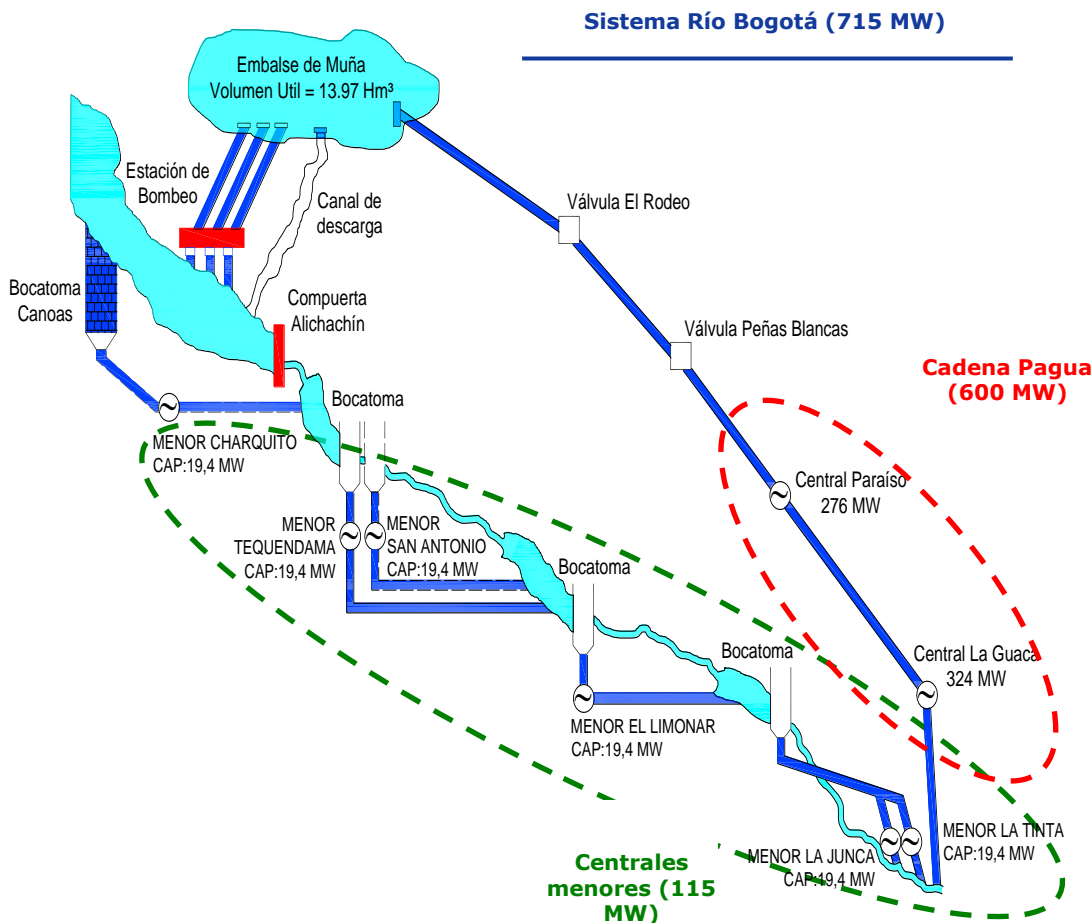 Sistema Río Bogotá (715 MW)
Embalse de Muña
Volumen Util = 13.97 Hm³
Estación de
Bombeo
Canal de
descarga
Válvula El Rodeo
Bocatoma
Canoas
Compuerta
Alichachín
Válvula Peñas Blancas
Cadena Pagua
(600 MW)
Bocatoma
MENOR CHARQUITO
CAP:19,4 MW
Central Paraíso
276 MW
MENOR
TEQUENDAMA
CAP:19,4 MW
MENOR
SAN ANTONIO
CAP:19,4 MW
Bocatoma
Bocatoma
Central La Guaca
324 MW
MENOR EL LIMONAR
CAP:19,4 MW
MENOR LA TINTA
CAP:19,4 MW
MENOR LA JUNCA
CAP:19,4 MW
Centrales
menores (115
MW)